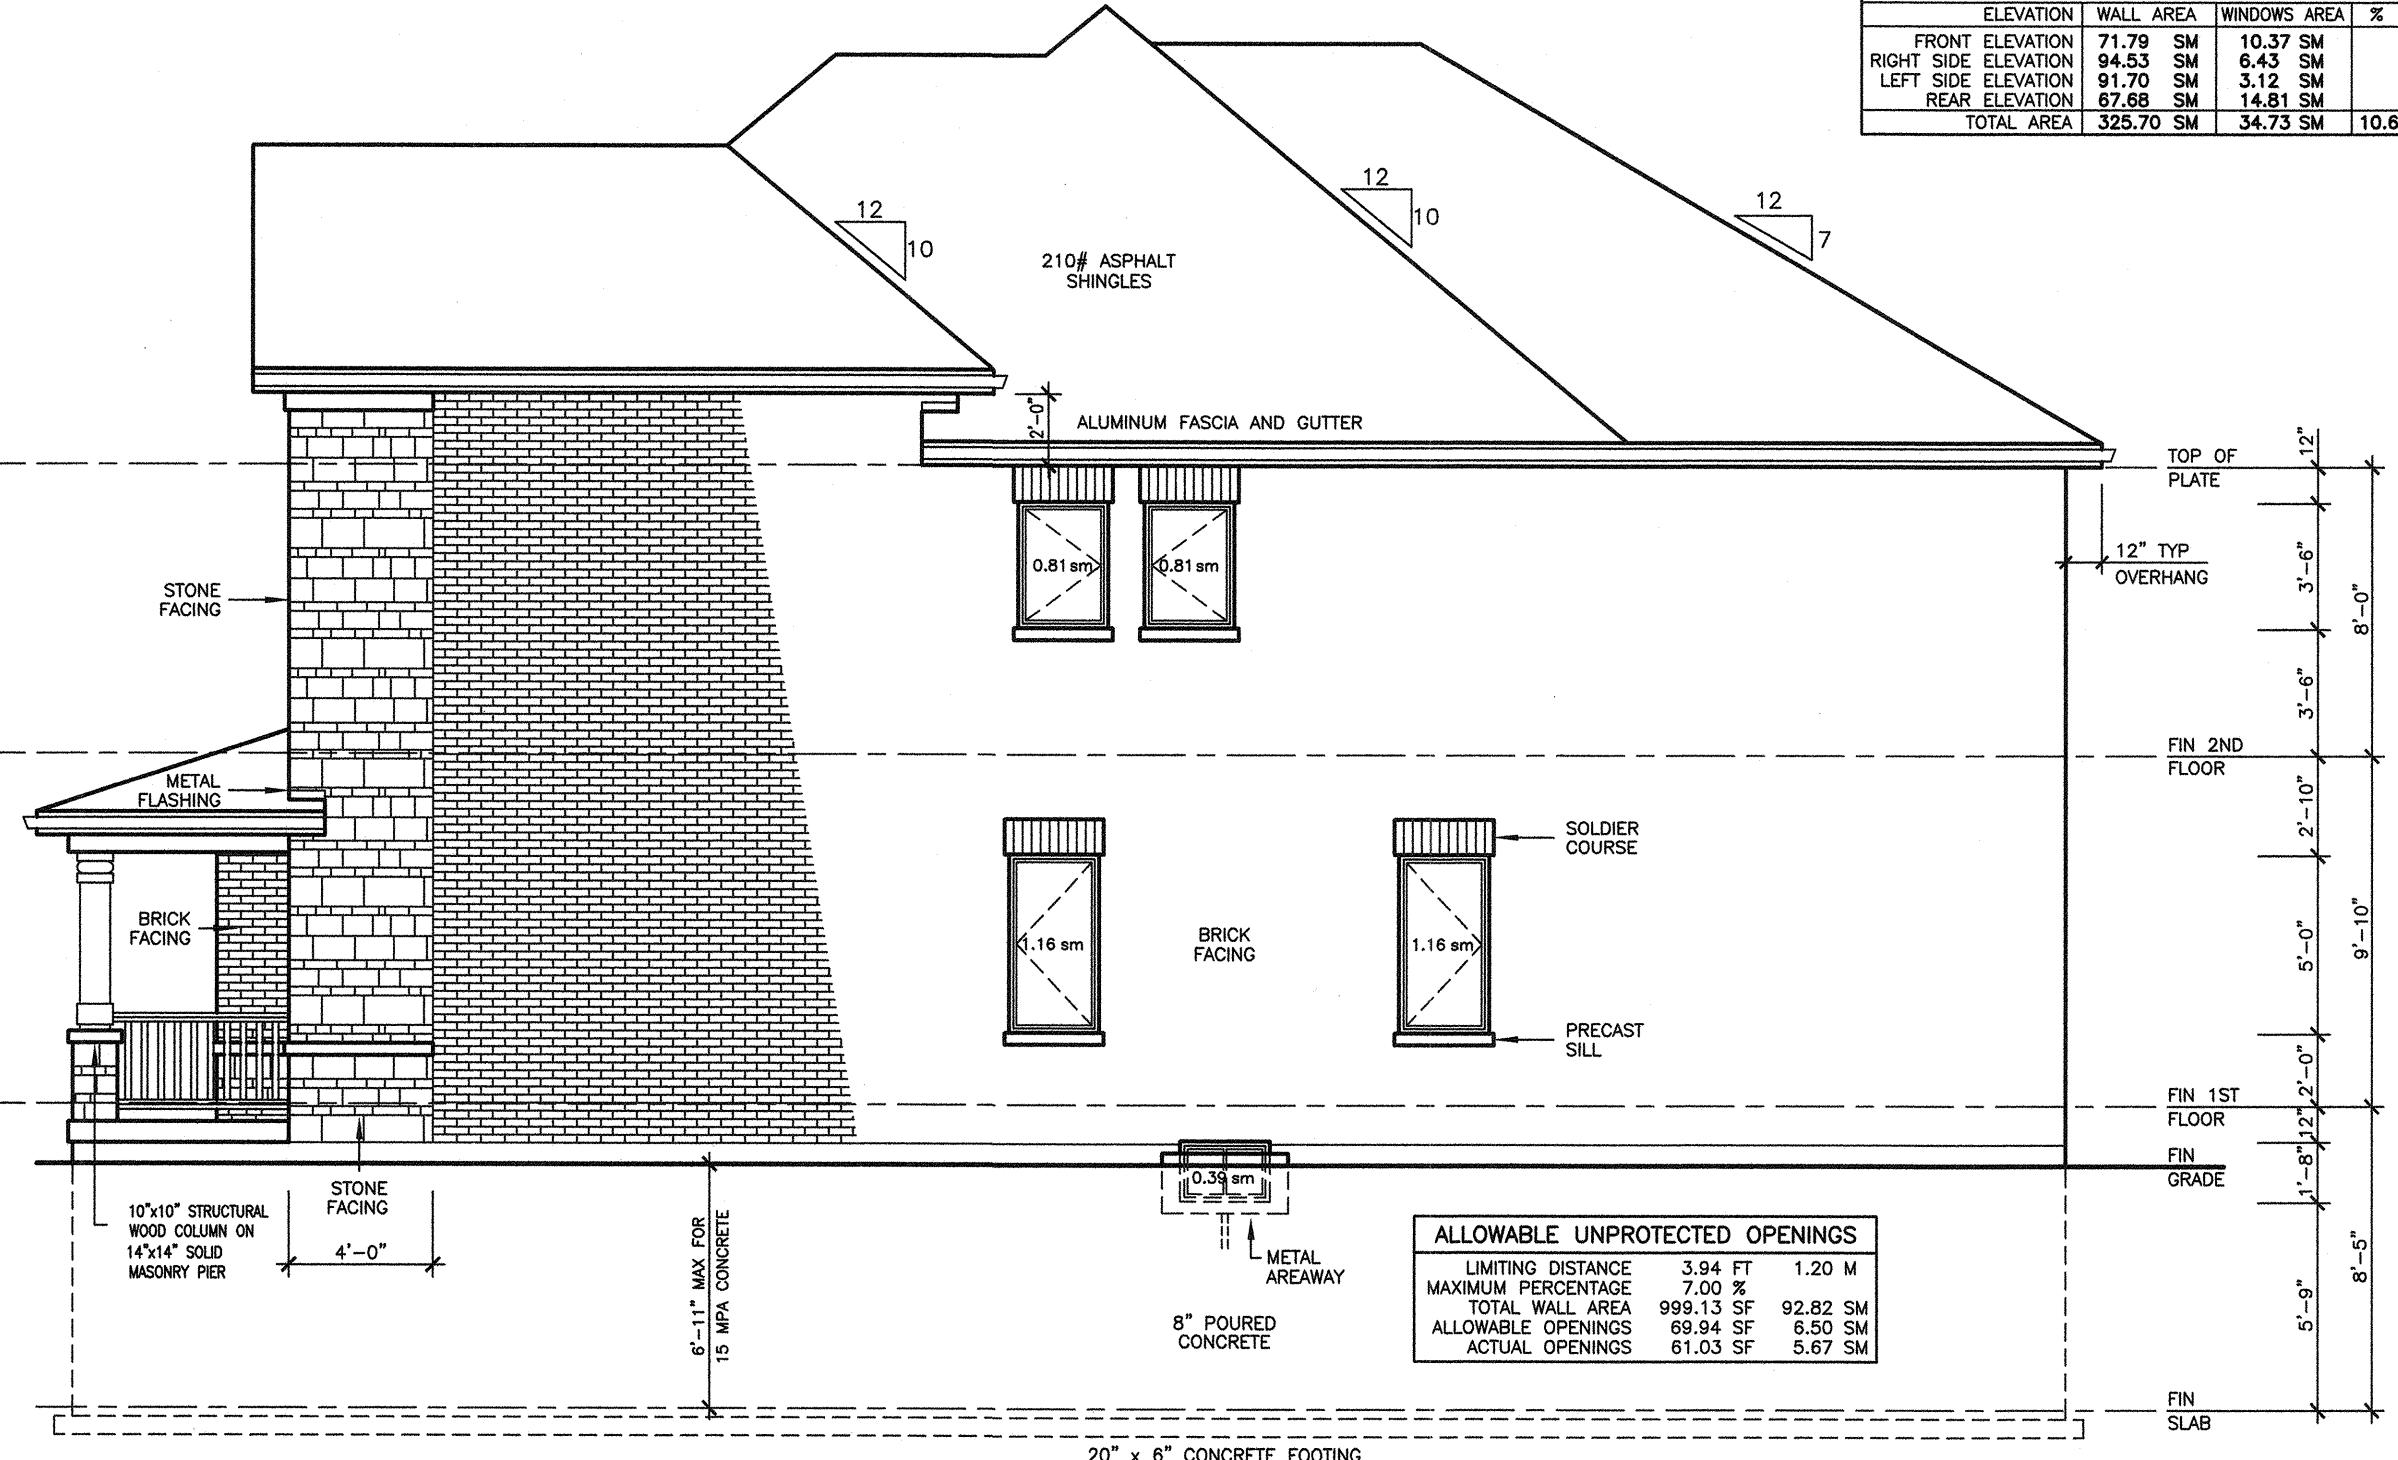 ELEVATION WALL AREA WINDOWS AREA %
FRONT ELEVATION 71.79 SM 10.37 SM
RIGHT SIDE ELEVATION 94.53 SM 6.43 SM
LEFT SIDE ELEVATION 91.70 SM 3.12 SM
REAR ELEVATION 67.68 SM 14.81 SM
TOTAL AREA 325.70 SM 34.73 SM 10.6
12
10
12
10
12
7
210# ASPHALT
SHINGLES
2'-0"
ALUMINUM FASCIA AND GUTTER
TOP OF
PLATE
12"
12" TYP
OVERHANG
3'-6"
8'-0"
3'-6"
0.81 sm
0.81 sm
STONE
FACING
METAL
FLASHING
FIN 2ND
FLOOR
2'-10"
SOLDIER
COURSE
BRICK
FACING
1.16 sm
BRICK
FACING
1.16 sm
5'-0"
9'-10"
PRECAST
SILL
2'-0"
FIN 1ST
FLOOR
12"
FIN
GRADE
1'-8"
0.39 sm
STONE
FACING
10"x10" STRUCTURAL
WOOD COLUMN ON
14"x14" SOLID
MASONRY PIER
4'-0"
6'-11" MAX FOR
15 MPA CONCRETE
METAL
AREAWAY
8" POURED
CONCRETE
ALLOWABLE UNPROTECTED OPENINGS
LIMITING DISTANCE 3.94 FT 1.20 M
MAXIMUM PERCENTAGE 7.00 %
TOTAL WALL AREA 999.13 SF 92.82 SM
ALLOWABLE OPENINGS 69.94 SF 6.50 SM
ACTUAL OPENINGS 61.03 SF 5.67 SM
5'-9"
8'-5"
FIN
SLAB
20" x 6" CONCRETE FOOTING